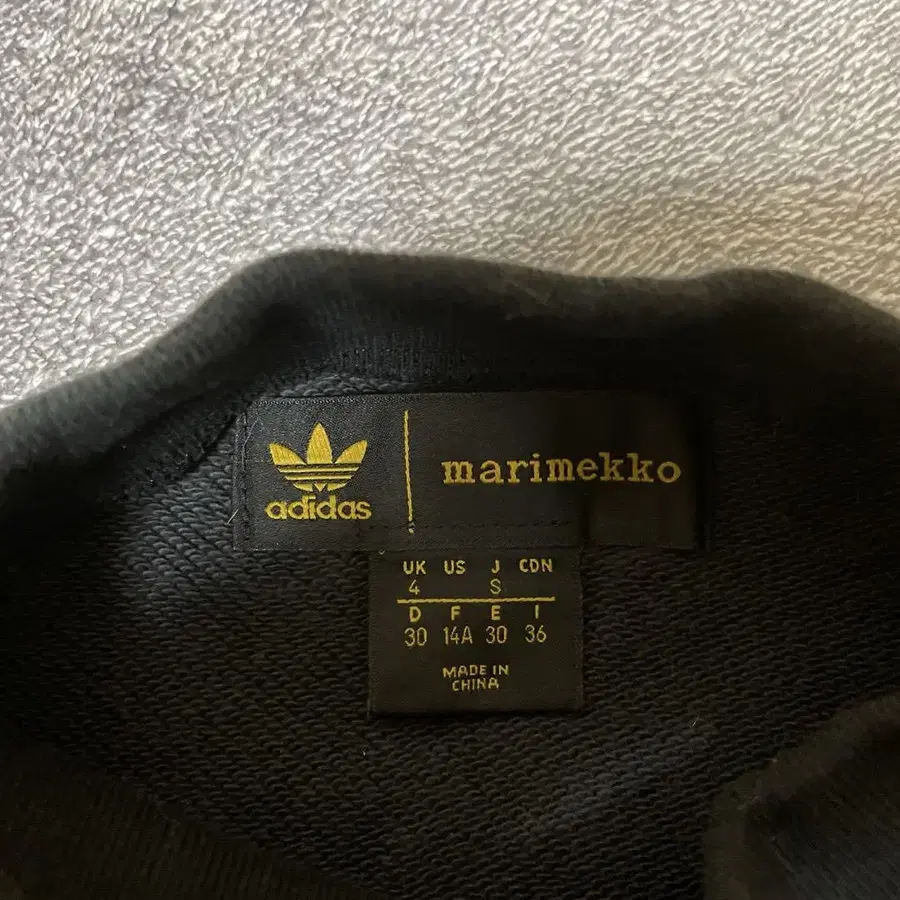 adidas
marimekko
UK US J CDN
4 S
D F E I
30 14A 30 36
MADE IN
CHINA